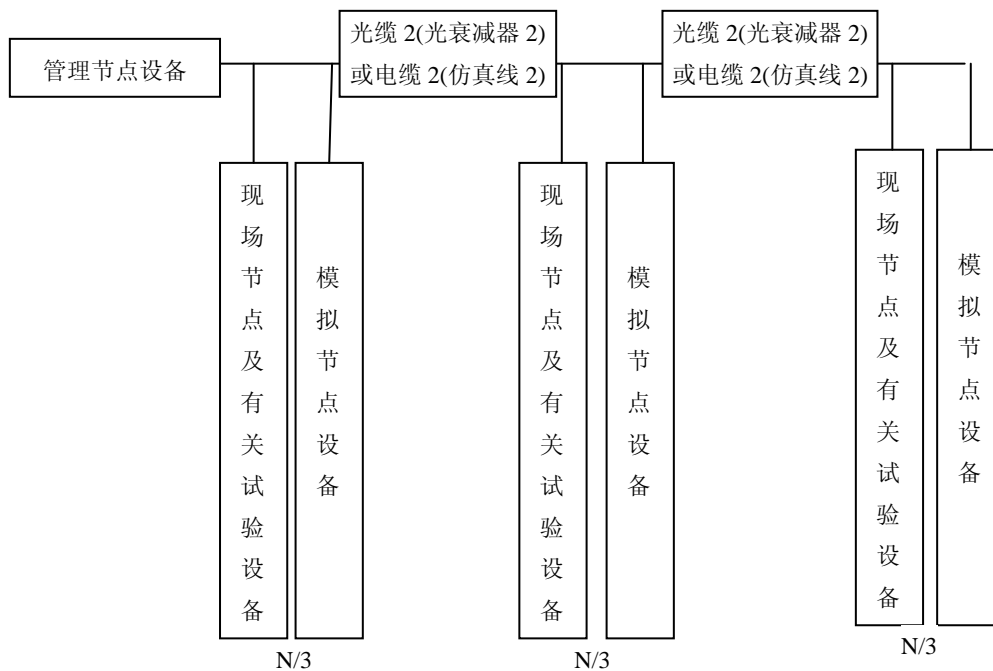 管理节点设备
光缆 2(光衰减器 2)
或电缆 2(仿真线 2)
光缆 2(光衰减器 2)
或电缆 2(仿真线 2)
现场节点及有关试验设备
模拟节点设备
N/3
现场节点及有关试验设备
模拟节点设备
N/3
现场节点及有关试验设备
模拟节点设备
N/3